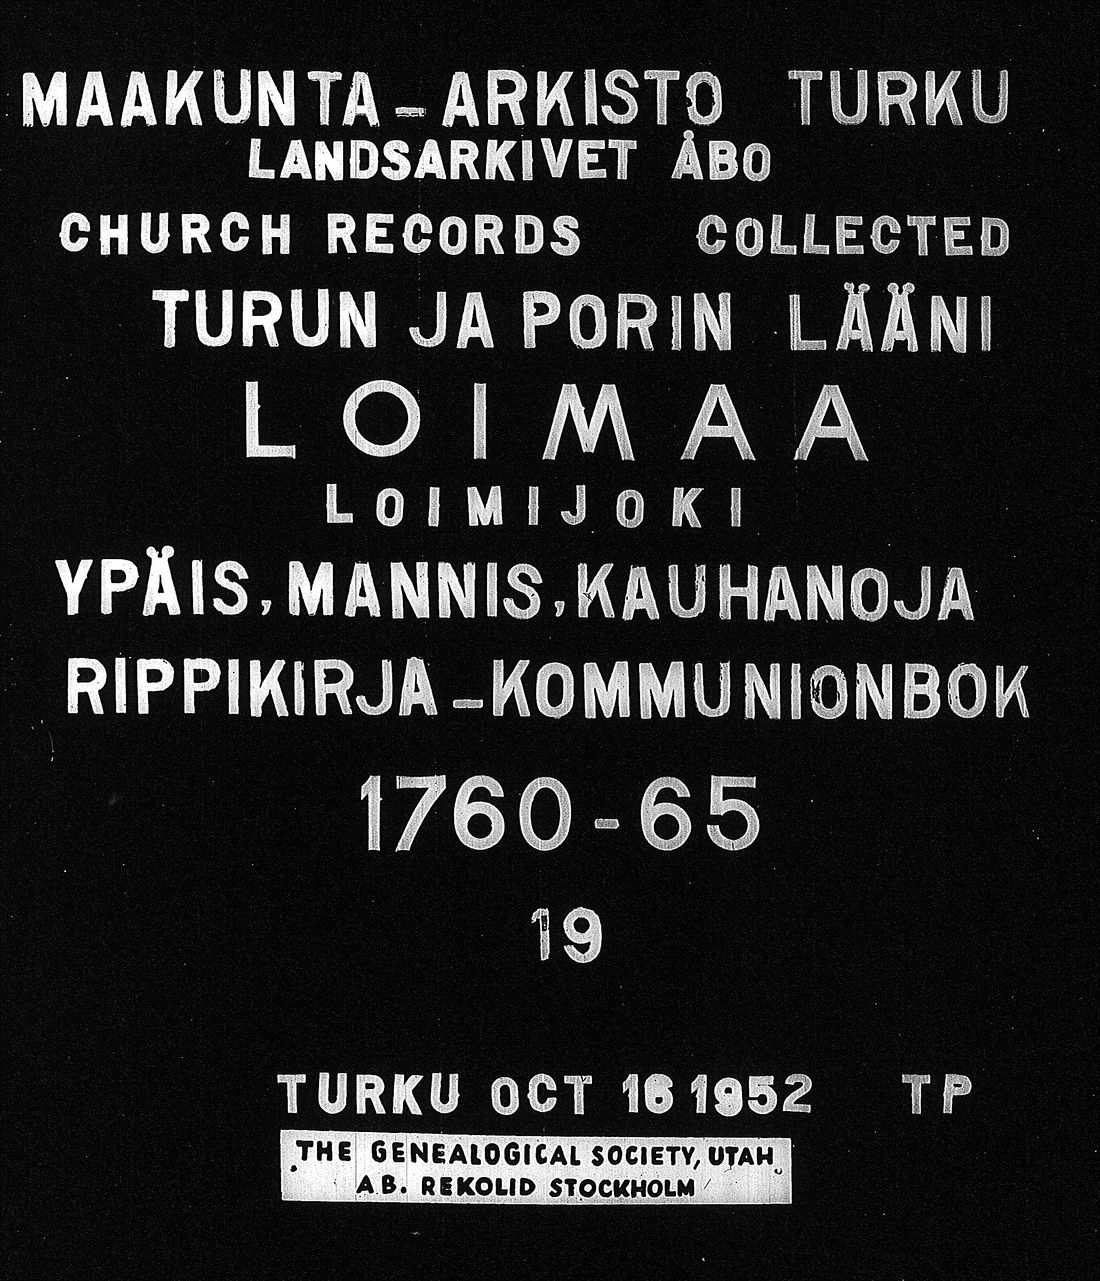 MAAKUNTA-ARKISTO TURKU
LANDSARKIVET ÅBO
CHURCH RECORDS COLLECTED
TURUN JA PORIN LÄÄNI
LOIMAA
LOIMIJOKI
YPÄIS, MANNIS, KAUHANOJA
RIPPIKIRJA-KOMMUNIONBOK
1760-65
19
TURKU OCT 16 1952 TP
THE GENEALOGICAL SOCIETY, UTAH
A.B. REKOLID STOCKHOLM